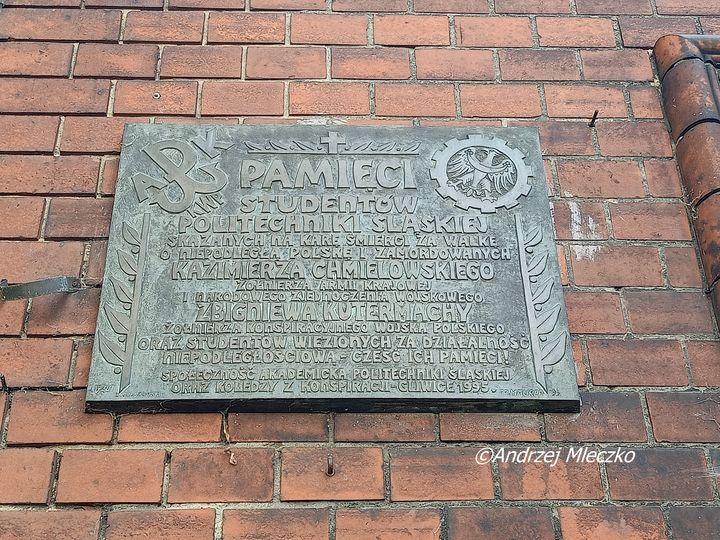 A K
KWP
PAMIĘCI
STUDENTÓW
POLITECHNIKI ŚLĄSKIEJ
SKAZANYCH NA KARĘ ŚMIERCI ZA WALKĘ
O NIEPODLEGŁĄ POLSKĘ I ZAMORDOWANYCH
KAZIMIERZA CHMIELOWSKIEGO
ŻOŁNIERZA ARMII KRAJOWEJ
I NARODOWEGO ZJEDNOCZENIA WOJSKOWEGO
ZBIGNIEWA KUTERMACHY
ŻOŁNIERZA KONSPIRACYJNEGO WOJSKA POLSKIEGO
ORAZ STUDENTÓW WIĘZIONYCH ZA DZIAŁALNOŚĆ
NIEPODLEGŁOŚCIOWĄ - CZEŚĆ ICH PAMIĘCI!
SPOŁECZNOŚĆ AKADEMICKA POLITECHNIKI ŚLĄSKIEJ
ORAZ KOLEDZY Z KONSPIRACJI - GLIWICE 1995.
©Andrzej Mleczko